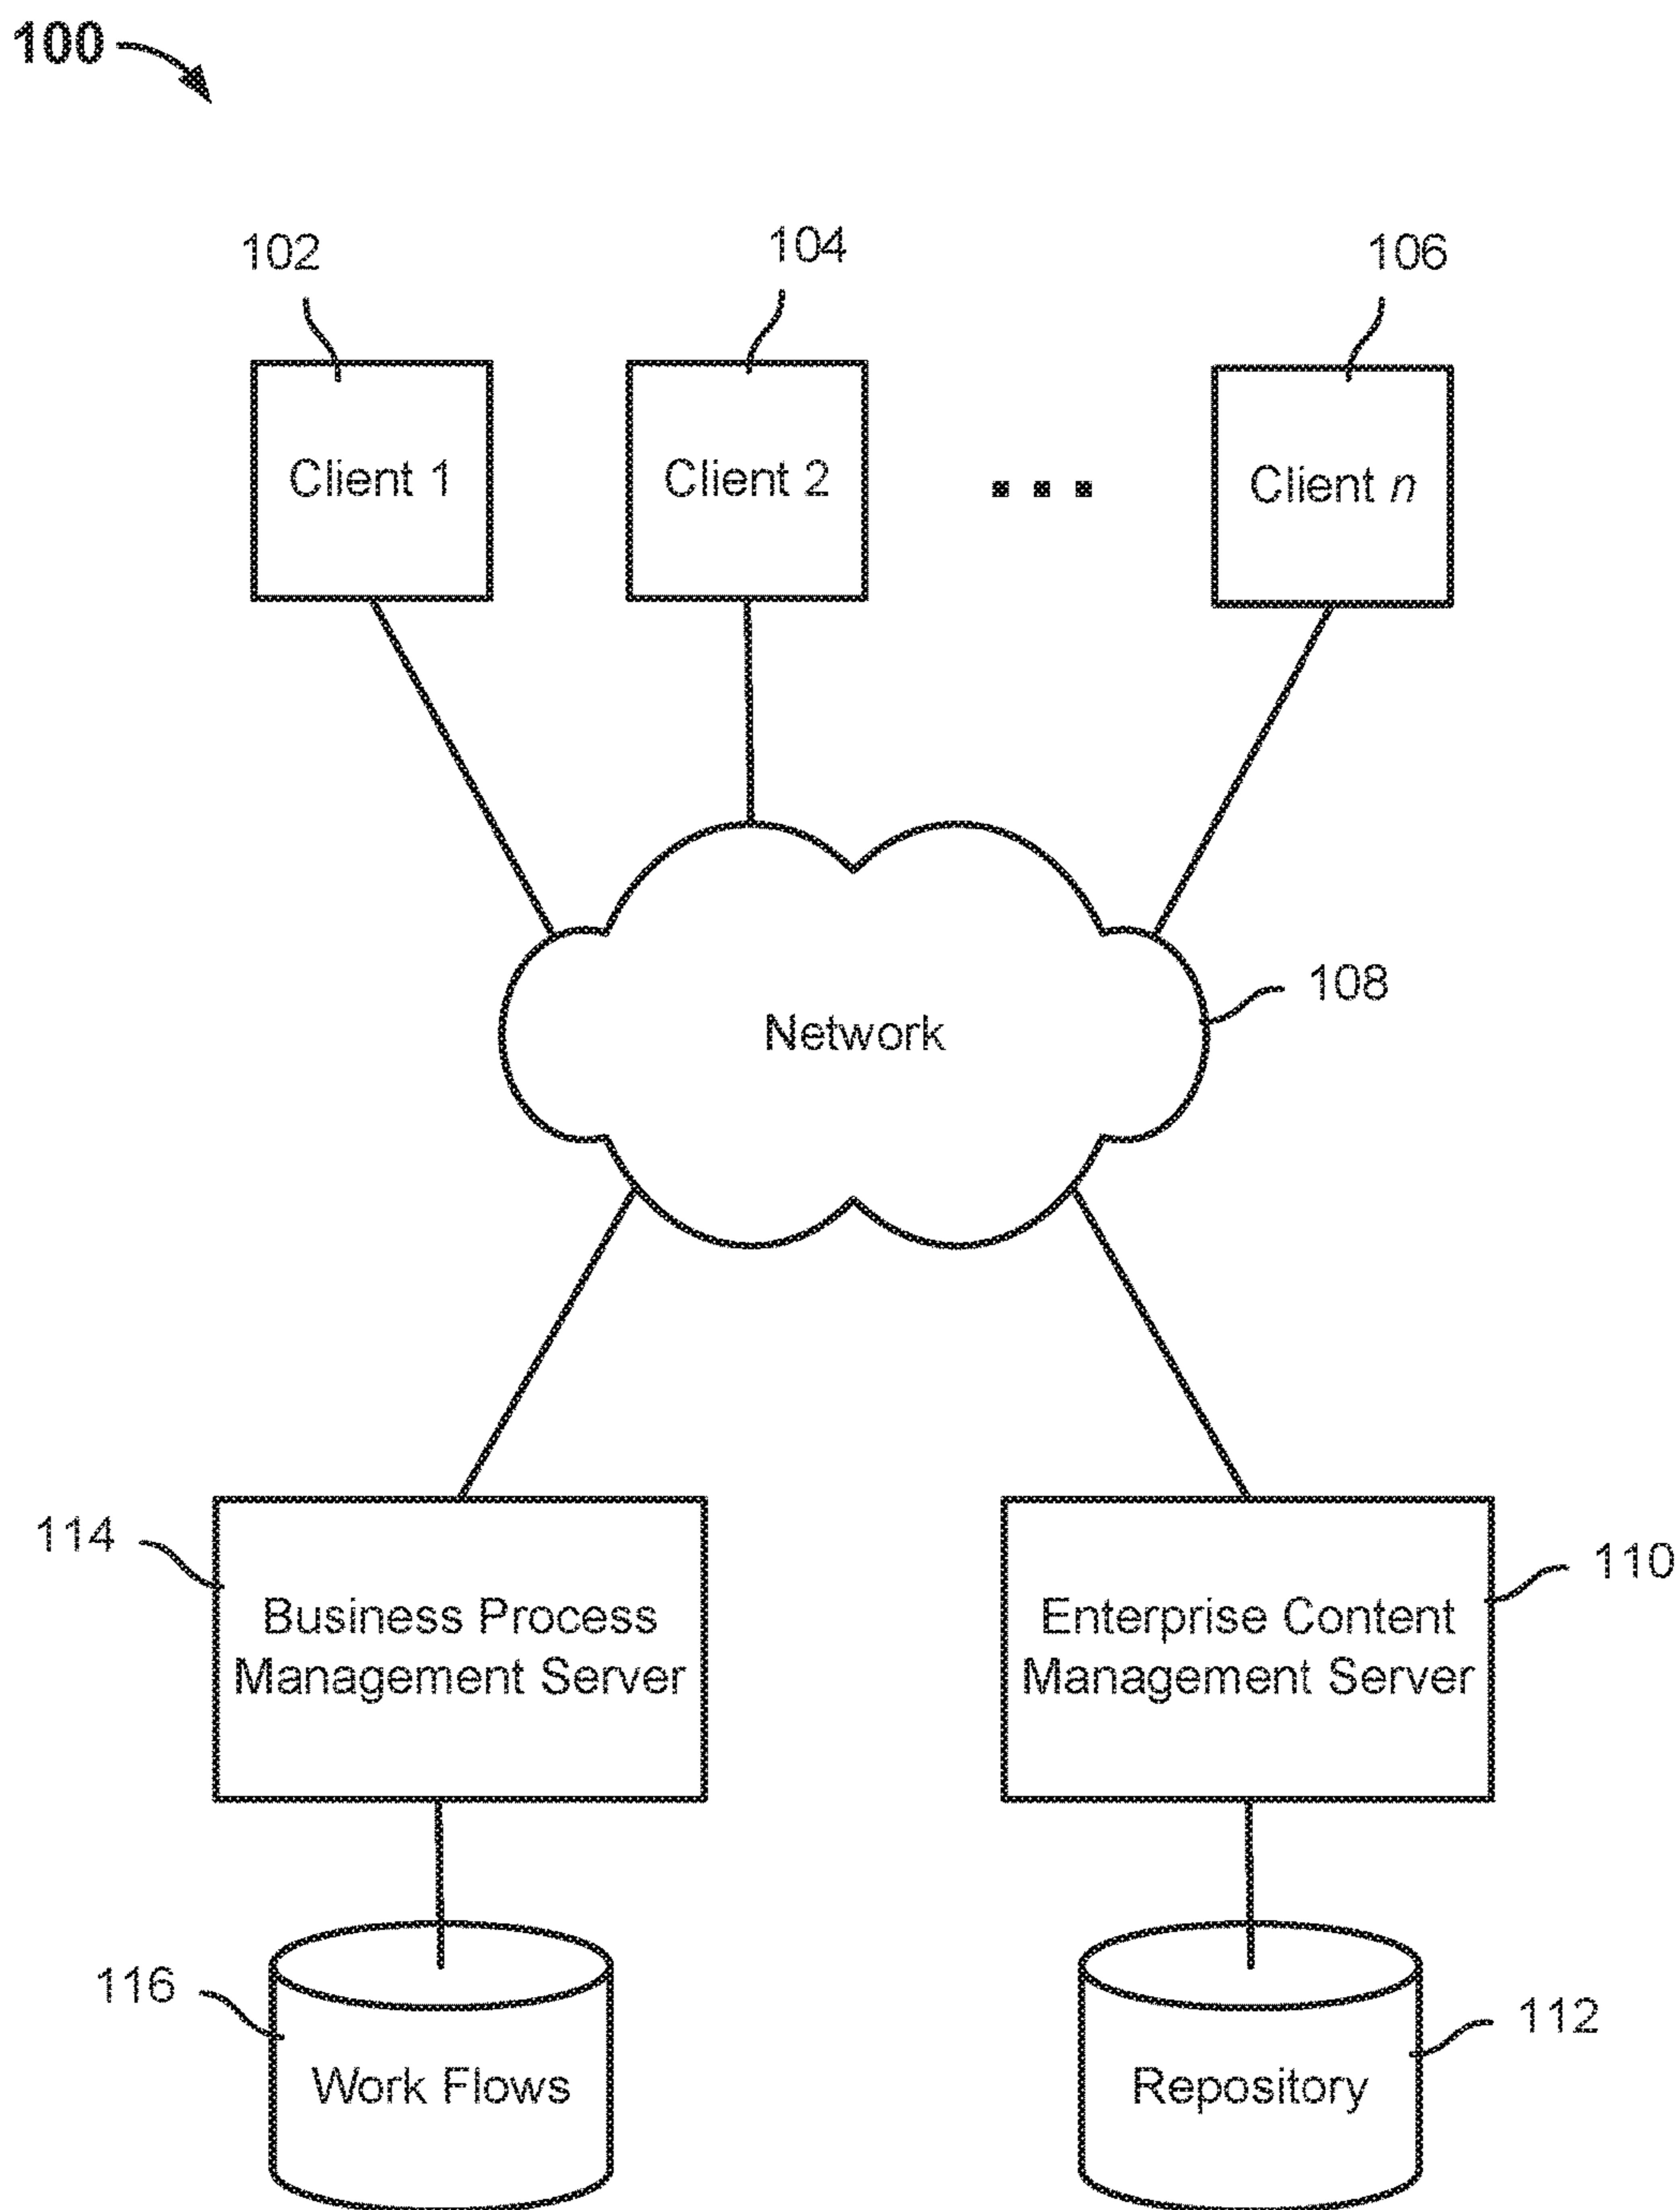 100
102
104
106
Client 1
Client 2
...
Client n
108
Network
114
110
Business Process
Management Server
Enterprise Content
Management Server
116
112
Work Flows
Repository